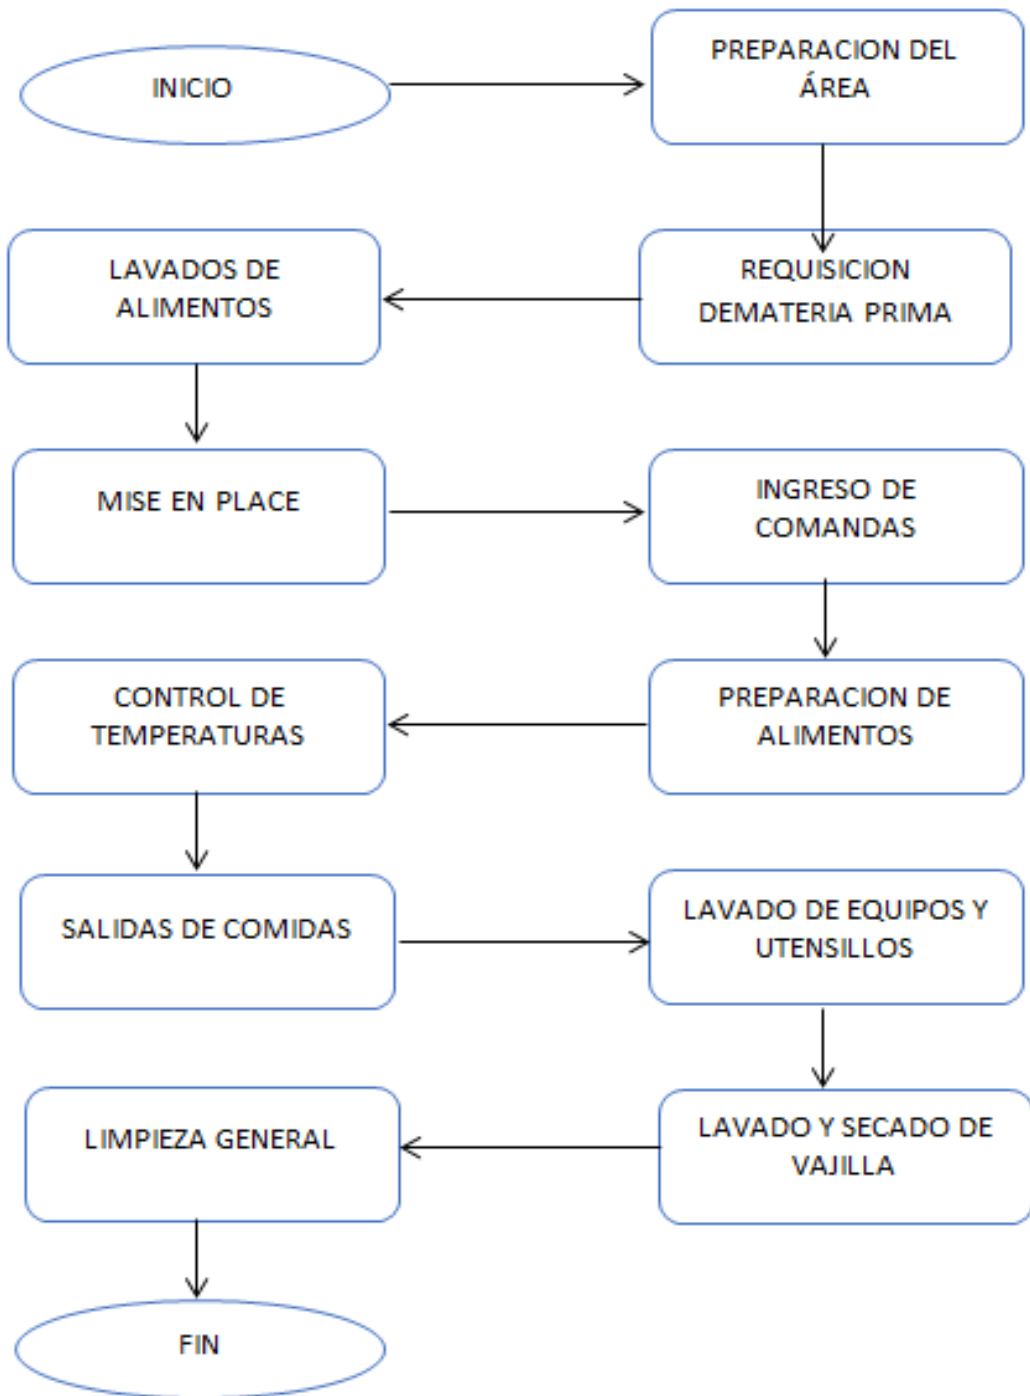 INICIO
PREPARACION DEL
ÁREA
REQUISICION
DEMATERIA PRIMA
LAVADOS DE
ALIMENTOS
MISE EN PLACE
INGRESO DE
COMANDAS
PREPARACION DE
ALIMENTOS
CONTROL DE
TEMPERATURAS
SALIDAS DE COMIDAS
LAVADO DE EQUIPOS Y
UTENSILLOS
LAVADO Y SECADO DE
VAJILLA
LIMPIEZA GENERAL
FIN